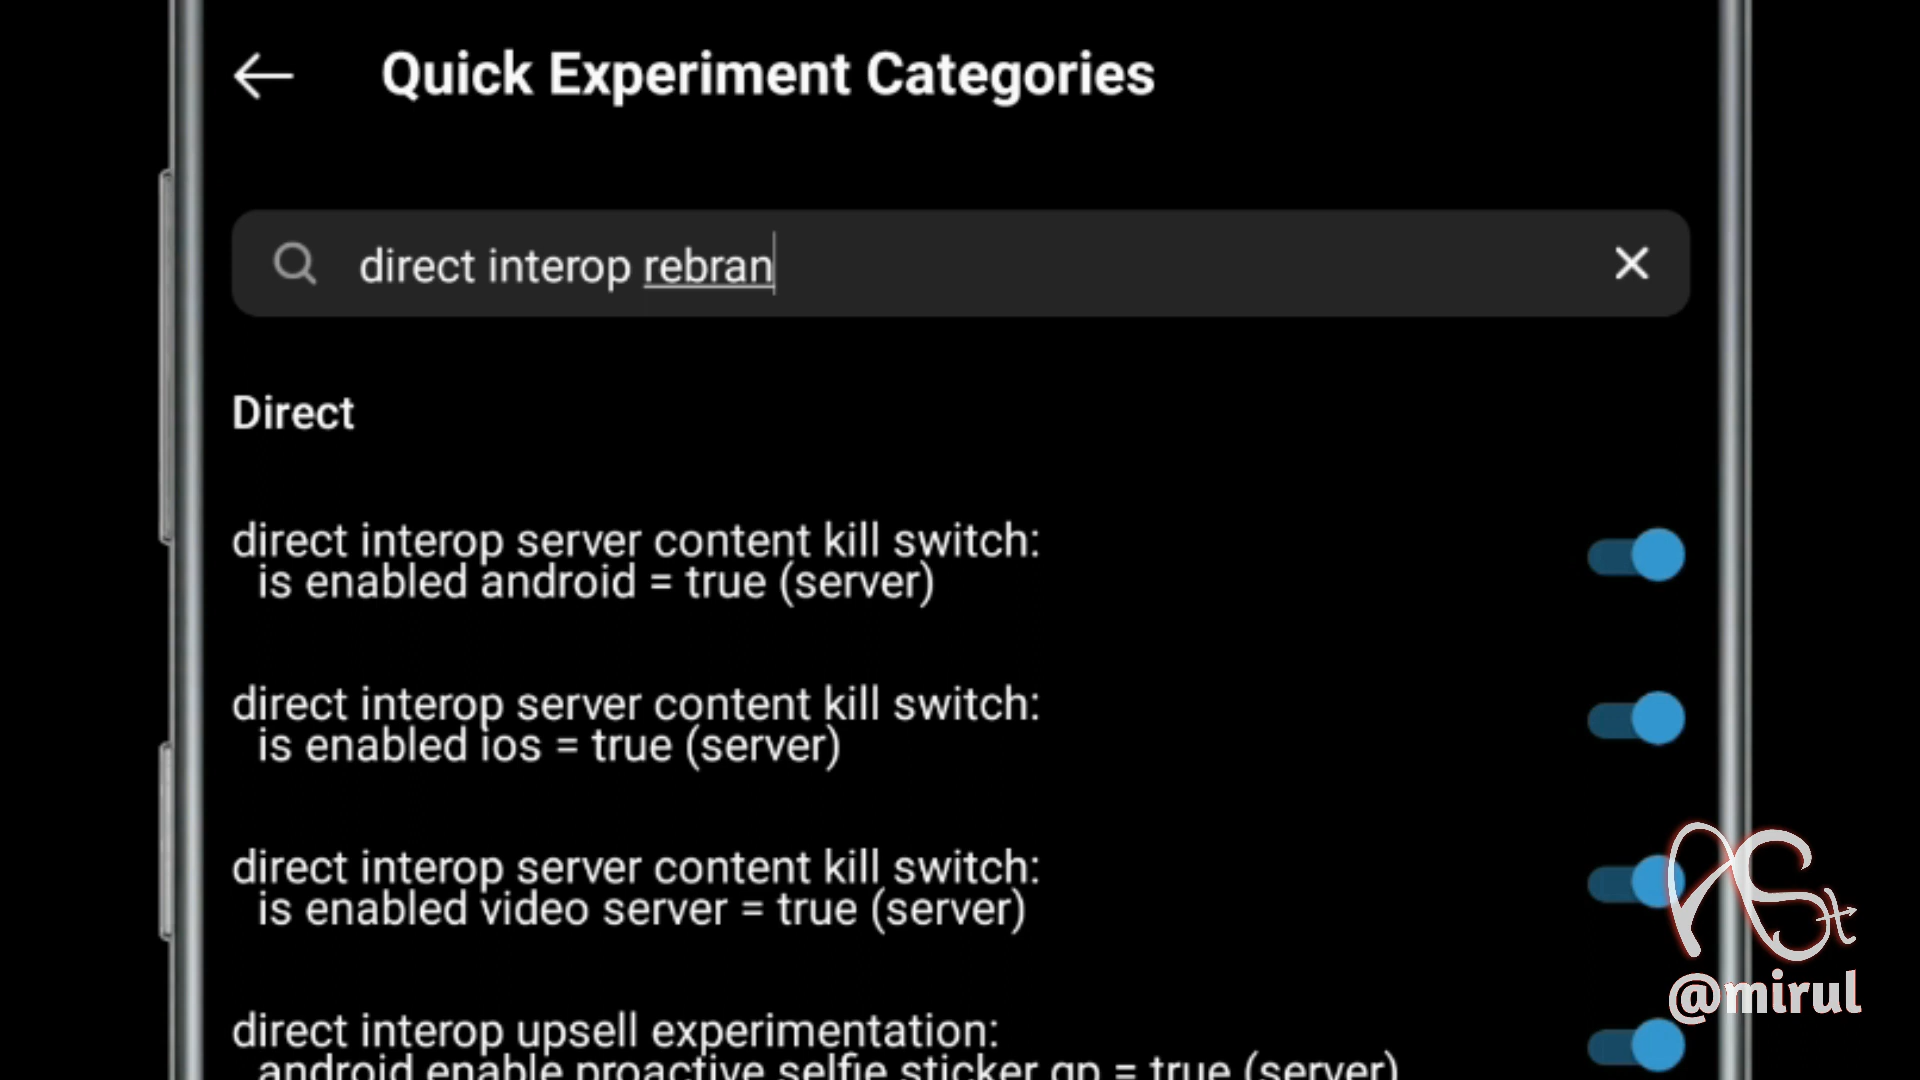 Quick Experiment Categories
direct interop rebran
Direct
direct interop server content kill switch:
is enabled android = true (server)
direct interop server content kill switch:
is enabled ios = true (server)
direct interop server content kill switch:
is enabled video server = true (server)
direct interop upsell experimentation:
android enable proactive selfie sticker qp = true (server)
ASt
@mirul